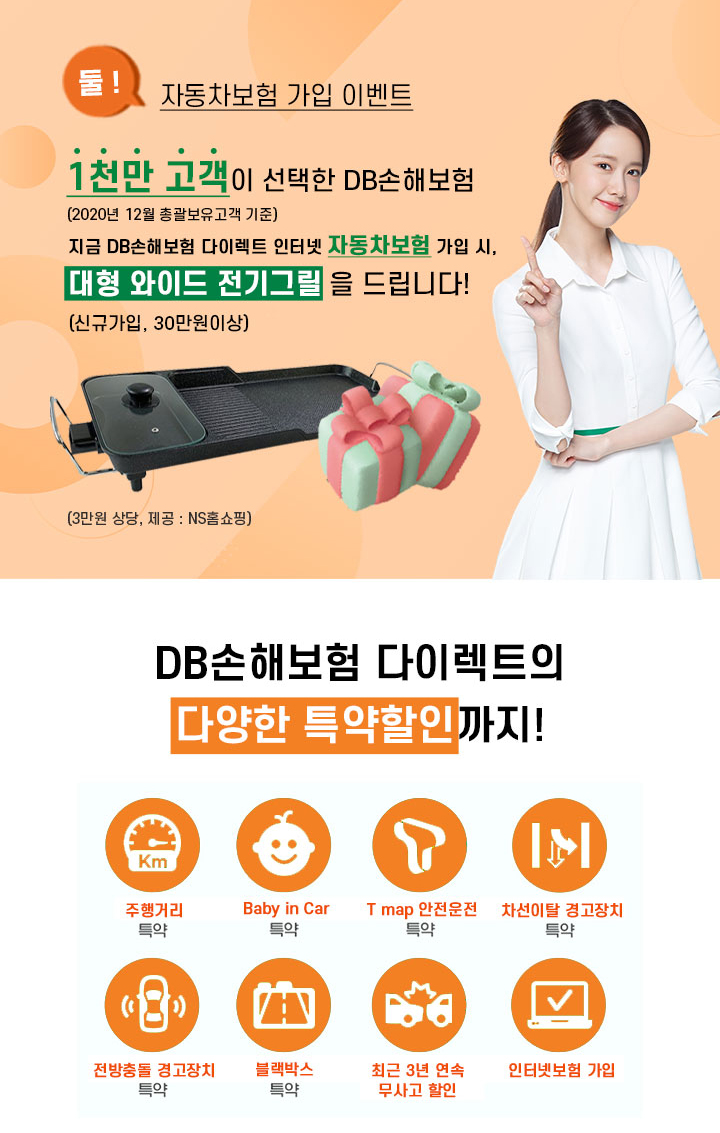 둘!
자동차보험 가입 이벤트
1천만 고객이 선택한 DB손해보험
(2020년 12월 총괄보유고객 기준)
지금 DB손해보험 다이렉트 인터넷 자동차보험 가입 시,
대형 와이드 전기그릴 을 드립니다!
(신규가입, 30만원이상)
(3만원 상당, 제공 : NS홈쇼핑)
DB손해보험 다이렉트의
다양한 특약할인까지!
Km
주행거리
특약
Baby in Car
특약
T map 안전운전
특약
차선이탈 경고장치
특약
전방충돌 경고장치
특약
블랙박스
특약
최근 3년 연속
무사고 할인
인터넷보험 가입